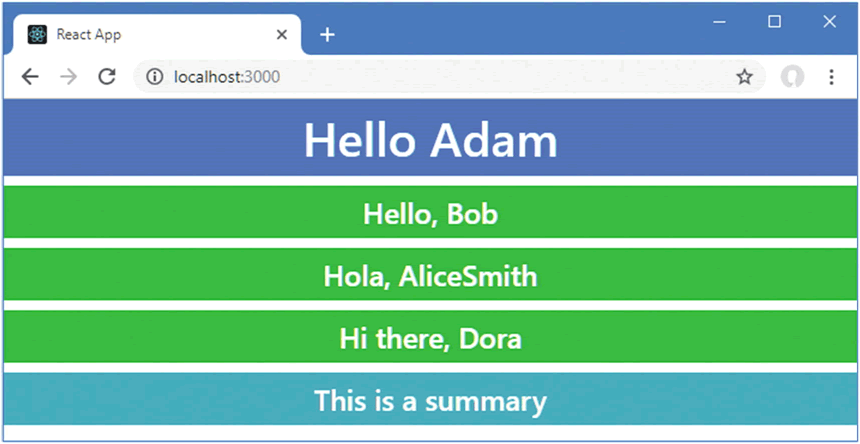 React App
localhost:3000
Hello Adam
Hello, Bob
Hola, AliceSmith
Hi there, Dora
This is a summary